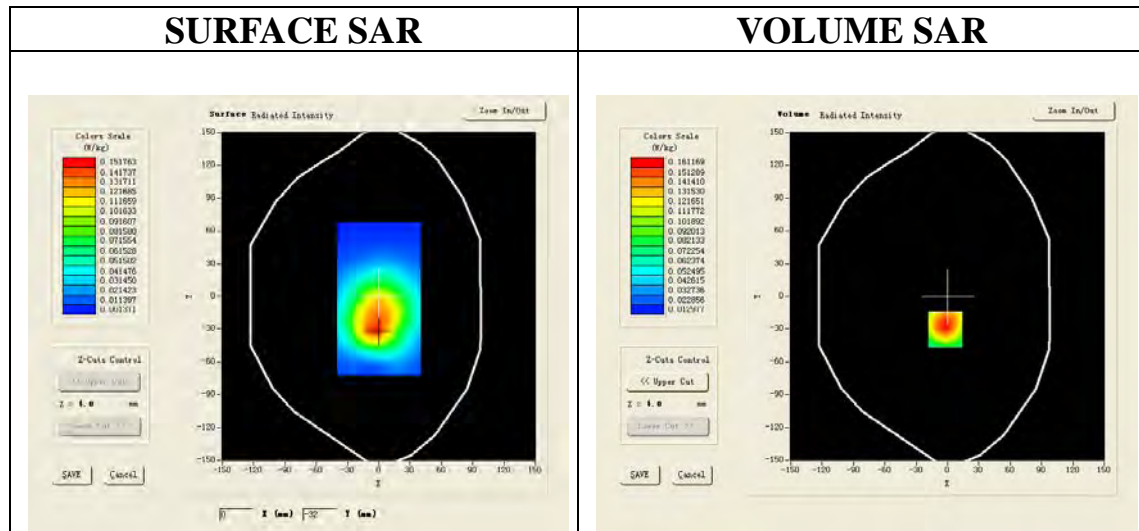 SURFACE SAR
VOLUME SAR
Surface Radiated Intensity
Zoom In/Out
Colors Scale
(W/kg)
0.151763
0.141737
0.131711
0.121685
0.111659
0.101633
0.091607
0.081580
0.071554
0.061528
0.051502
0.041476
0.031450
0.021423
0.011397
0.001371
150
120
90
60
30
0
-30
-60
-90
-120
-150
Y
-150 -120 -90 -60 -30 0 30 60 90 120 150
X
Z-Cuts Control
<< Upper Cut
Z = 4.0 mm
Lower Cut >>
SAVE Cancel
0 X (mm) -32 Y (mm)
Volume Radiated Intensity
Zoom In/Out
Colors Scale
(W/kg)
0.161169
0.151289
0.141410
0.131530
0.121651
0.111772
0.101892
0.092013
0.082133
0.072254
0.062374
0.052495
0.042615
0.032736
0.022856
0.012977
150
120
90
60
30
0
-30
-60
-90
-120
-150
Y
-150 -120 -90 -60 -30 0 30 60 90 120 150
X
Z-Cuts Control
<< Upper Cut
Z = 4.0 mm
Lower Cut >>
SAVE Cancel